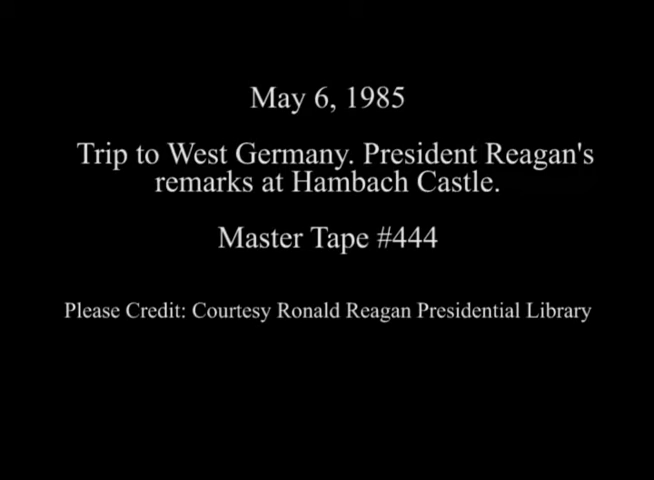 May 6, 1985
Trip to West Germany. President Reagan's
remarks at Hambach Castle.
Master Tape #444
Please Credit: Courtesy Ronald Reagan Presidential Library